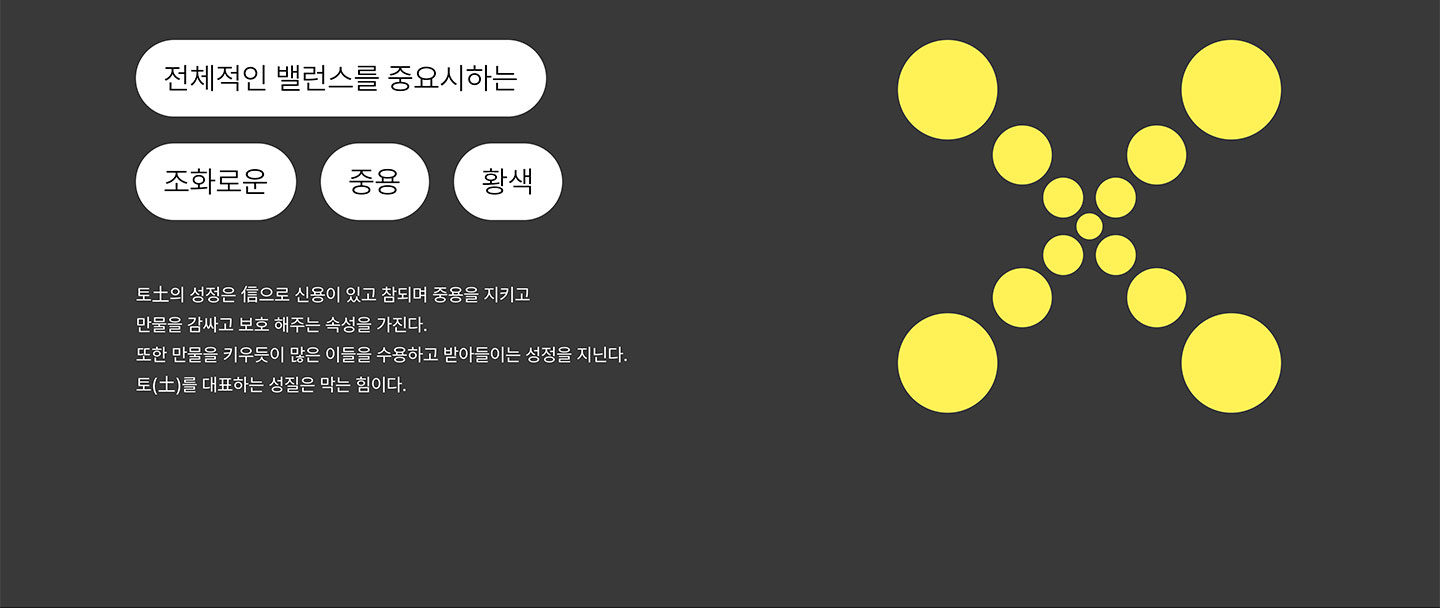 전체적인 밸런스를 중요시하는
조화로운 중용 황색
토土의 성정은 信으로 신용이 있고 참되며 중용을 지키고
만물을 감싸고 보호 해주는 속성을 가진다.
또한 만물을 키우듯이 많은 이들을 수용하고 받아들이는 성정을 지닌다.
토(土)를 대표하는 성질은 막는 힘이다.